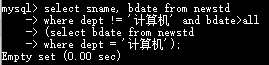 mysql> select sname, bdate from newstd
    -> where dept !='计算机' and bdate>all
    -> (select bdate from newstd
    -> where dept ='计算机');
Empty set (0.00 sec)